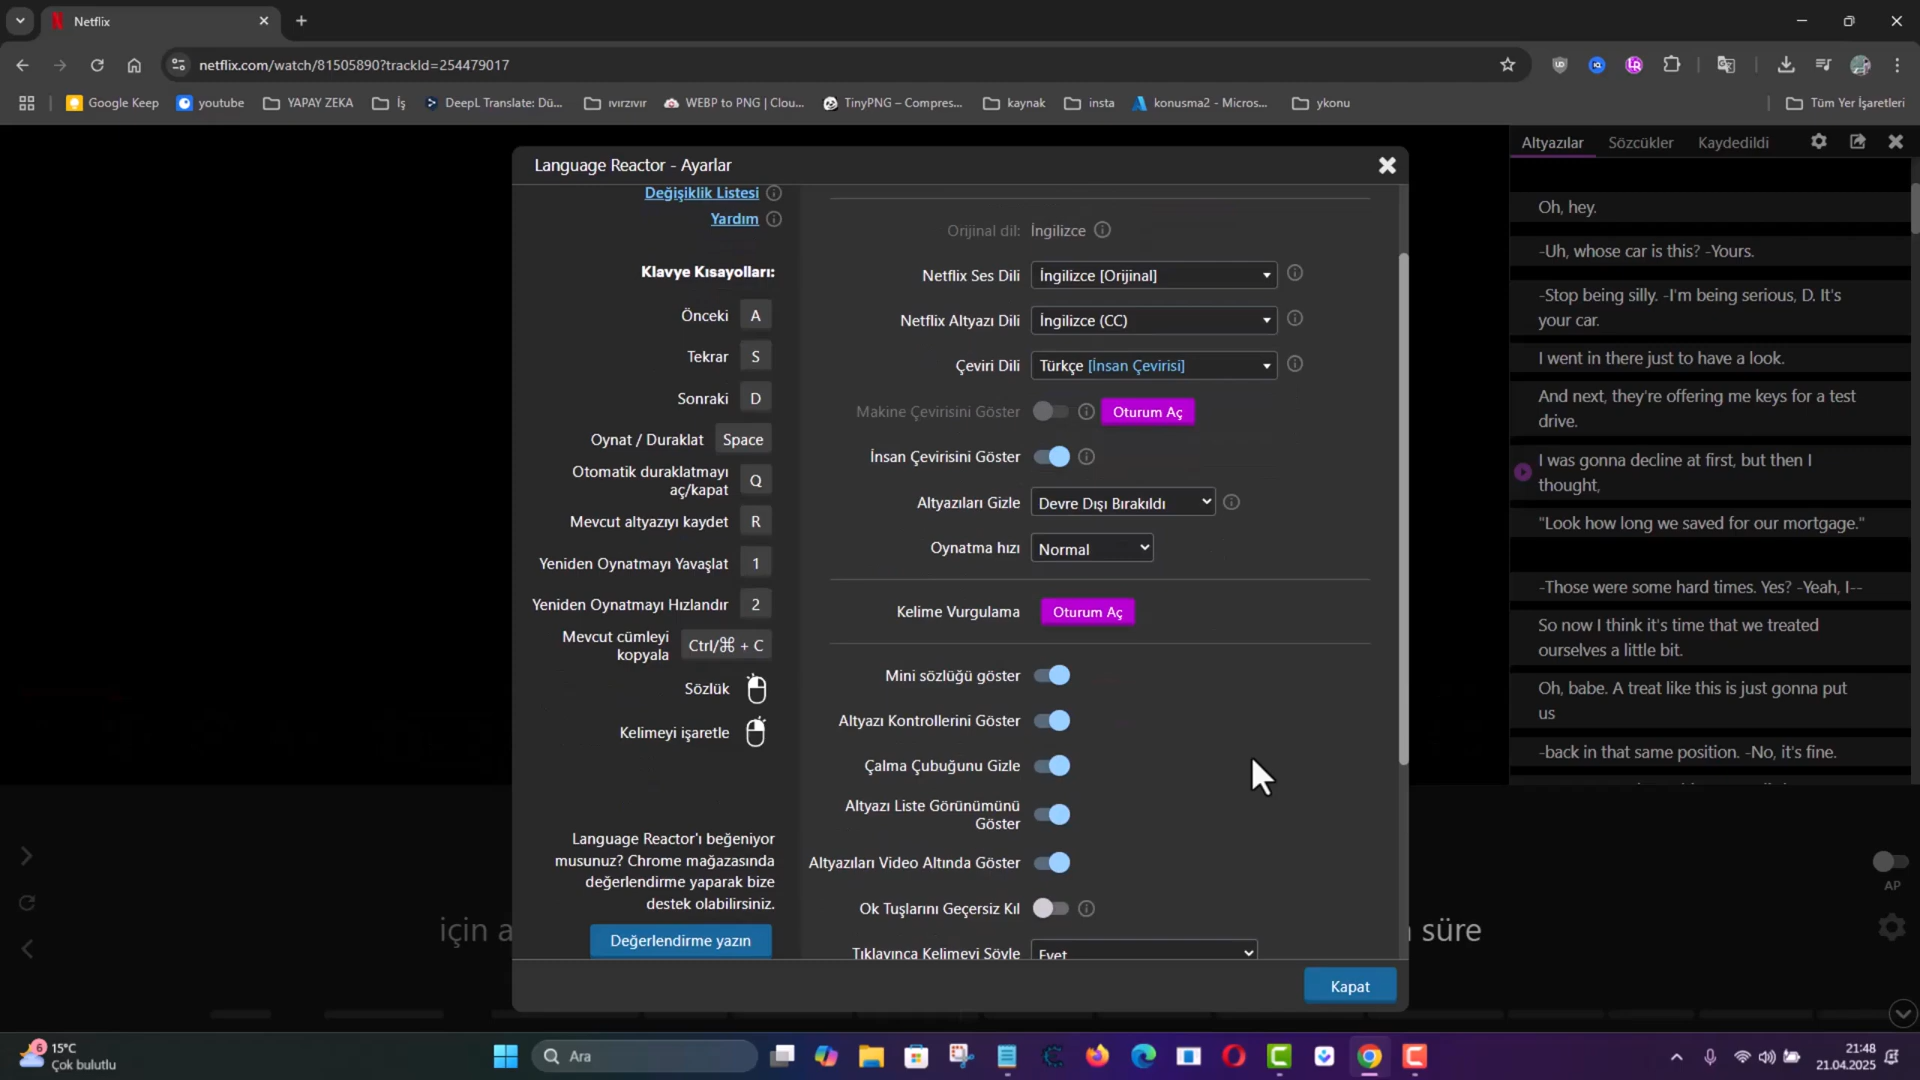 Netflix
netflix.com/watch/81505890?trackId=254479017
Google Keep
youtube
YAPAY ZEKA
İş
DeepL Translate: Dü...
ıvırzıvır
WEBP to PNG | Clou...
TinyPNG – Compres...
kaynak
insta
konusma2 - Micros...
ykonu
Tüm Yer İşaretleri
Language Reactor - Ayarlar
Değişiklik Listesi
Yardım
Klavye Kısayolları:
Önceki A
Tekrar S
Sonraki D
Oynat / Duraklat Space
Otomatik duraklatmayı
aç/kapat Q
Mevcut altyazıyı kaydet R
Yeniden Oynatmayı Yavaşlat 1
Yeniden Oynatmayı Hızlandır 2
Mevcut cümleyi
kopyala Ctrl/⌘ + C
Sözlük
Kelimeyi işaretle
Language Reactor'ı beğeniyor
musunuz? Chrome mağazasında
değerlendirme yaparak bize
destek olabilirsiniz.
Değerlendirme yazın
Orijinal dil: İngilizce
Netflix Ses Dili İngilizce [Orijinal]
Netflix Altyazı Dili İngilizce (CC)
Çeviri Dili Türkçe [İnsan Çevirisi]
Makine Çevirisini Göster Oturum Aç
İnsan Çevirisini Göster
Altyazıları Gizle Devre Dışı Bırakıldı
Oynatma hızı Normal
Kelime Vurgulama Oturum Aç
Mini sözlüğü göster
Altyazı Kontrollerini Göster
Çalma Çubuğunu Gizle
Altyazı Liste Görünümünü
Göster
Altyazıları Video Altında Göster
Ok Tuşlarını Geçersiz Kıl
Tıklayınca Kelimeyi Söyle Evet
Kapat
Altyazılar Sözcükler Kaydedildi
Oh, hey.
-Uh, whose car is this? -Yours.
-Stop being silly. -I'm being serious, D. It's
your car.
I went in there just to have a look.
And next, they're offering me keys for a test
drive.
I was gonna decline at first, but then I
thought,
"Look how long we saved for our mortgage."
-Those were some hard times. Yes? -Yeah, I--
So now I think it's time that we treated
ourselves a little bit.
Oh, babe. A treat like this is just gonna put
us
-back in that same position. -No, it's fine.
AP
için a
süre
6
15°C
Çok bulutlu
Ara
21:48
21.04.2025